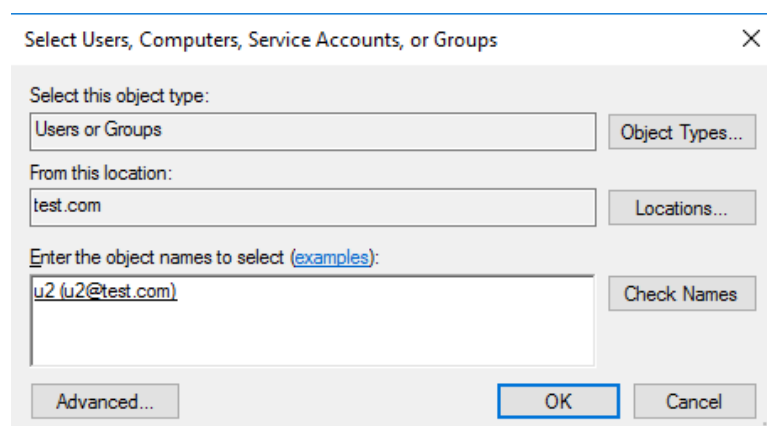 Select Users, Computers, Service Accounts, or Groups
Select this object type:
Users or Groups
Object Types...
From this location:
test.com
Locations...
Enter the object names to select (examples):
u2 (u2@test.com)
Check Names
Advanced...
OK
Cancel